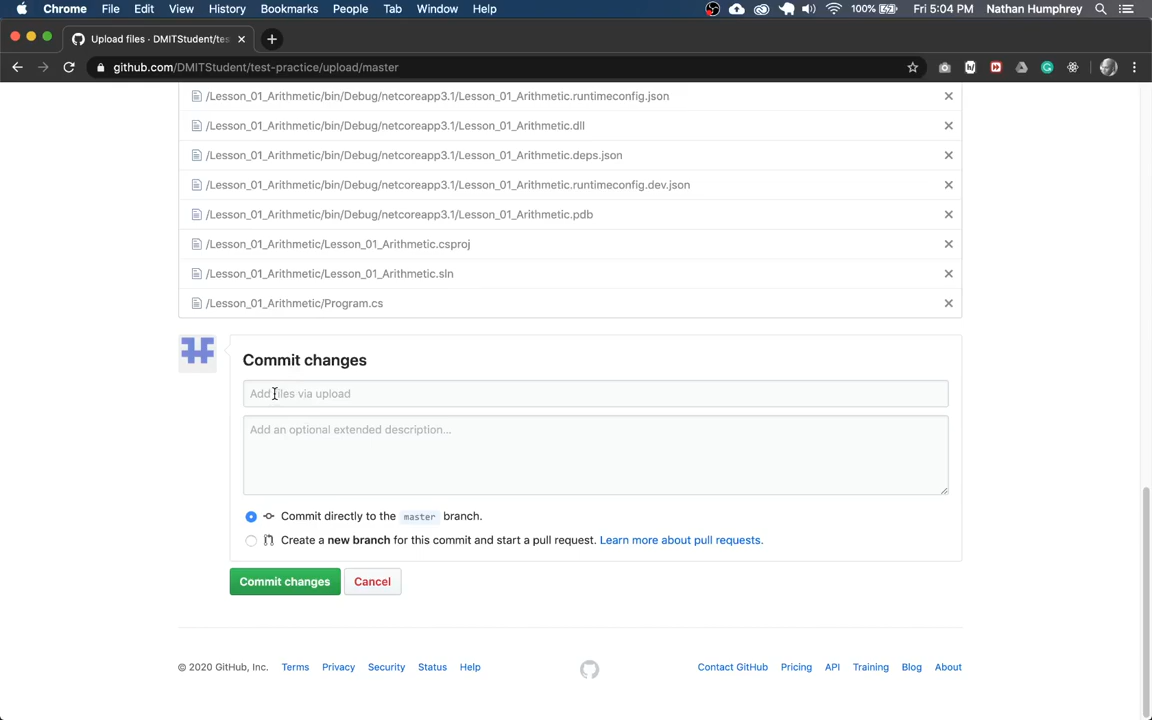 Chrome File Edit View History Bookmarks People Tab Window Help 100% Fri 5:04 PM Nathan Humphrey
Upload files · DMITStudent/tes
github.com/DMITStudent/test-practice/upload/master
/Lesson_01_Arithmetic/bin/Debug/netcoreapp3.1/Lesson_01_Arithmetic.runtimeconfig.json
/Lesson_01_Arithmetic/bin/Debug/netcoreapp3.1/Lesson_01_Arithmetic.dll
/Lesson_01_Arithmetic/bin/Debug/netcoreapp3.1/Lesson_01_Arithmetic.deps.json
/Lesson_01_Arithmetic/bin/Debug/netcoreapp3.1/Lesson_01_Arithmetic.runtimeconfig.dev.json
/Lesson_01_Arithmetic/bin/Debug/netcoreapp3.1/Lesson_01_Arithmetic.pdb
/Lesson_01_Arithmetic/Lesson_01_Arithmetic.csproj
/Lesson_01_Arithmetic/Lesson_01_Arithmetic.sln
/Lesson_01_Arithmetic/Program.cs
Commit changes
Add files via upload
Add an optional extended description...
Commit directly to the master branch.
Create a new branch for this commit and start a pull request. Learn more about pull requests.
Commit changes Cancel
© 2020 GitHub, Inc. Terms Privacy Security Status Help Contact GitHub Pricing API Training Blog About